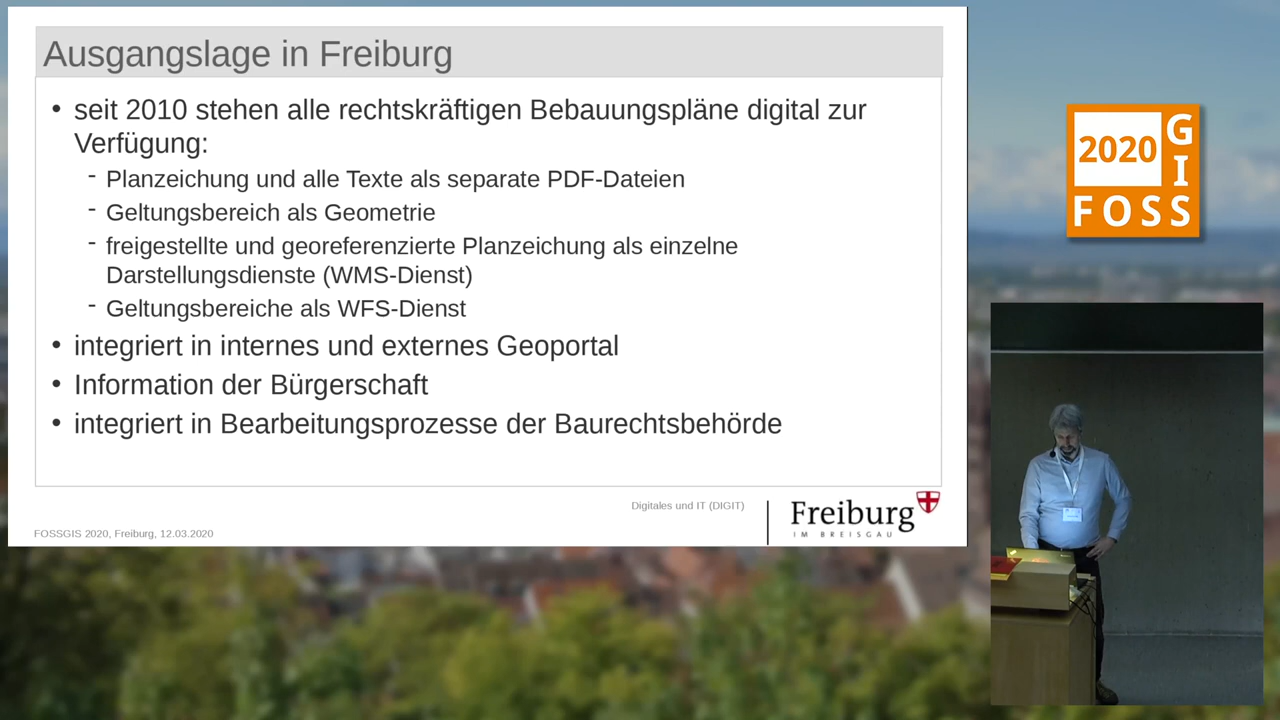 Ausgangslage in Freiburg
• seit 2010 stehen alle rechtskräftigen Bebauungspläne digital zur
Verfügung:
- Planzeichung und alle Texte als separate PDF-Dateien
- Geltungsbereich als Geometrie
- freigestellte und georeferenzierte Planzeichung als einzelne
Darstellungsdienste (WMS-Dienst)
- Geltungsbereiche als WFS-Dienst
• integriert in internes und externes Geoportal
• Information der Bürgerschaft
• integriert in Bearbeitungsprozesse der Baurechtsbehörde
Digitales und IT (DIGIT)
Freiburg
IM BREISGAU
FOSSGIS 2020, Freiburg, 12.03.2020
2020
GIS
FOSS